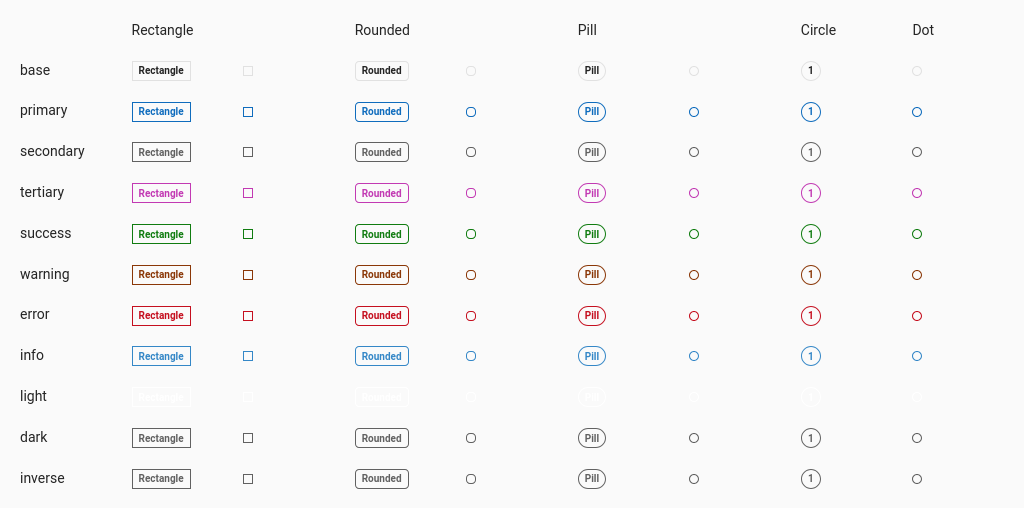 Rectangle Rounded Pill Circle Dot
base Rectangle Rounded Pill 1
primary Rectangle Rounded Pill 1
secondary Rectangle Rounded Pill 1
tertiary Rectangle Rounded Pill 1
success Rectangle Rounded Pill 1
warning Rectangle Rounded Pill 1
error Rectangle Rounded Pill 1
info Rectangle Rounded Pill 1
light Rectangle Rounded Pill 1
dark Rectangle Rounded Pill 1
inverse Rectangle Rounded Pill 1